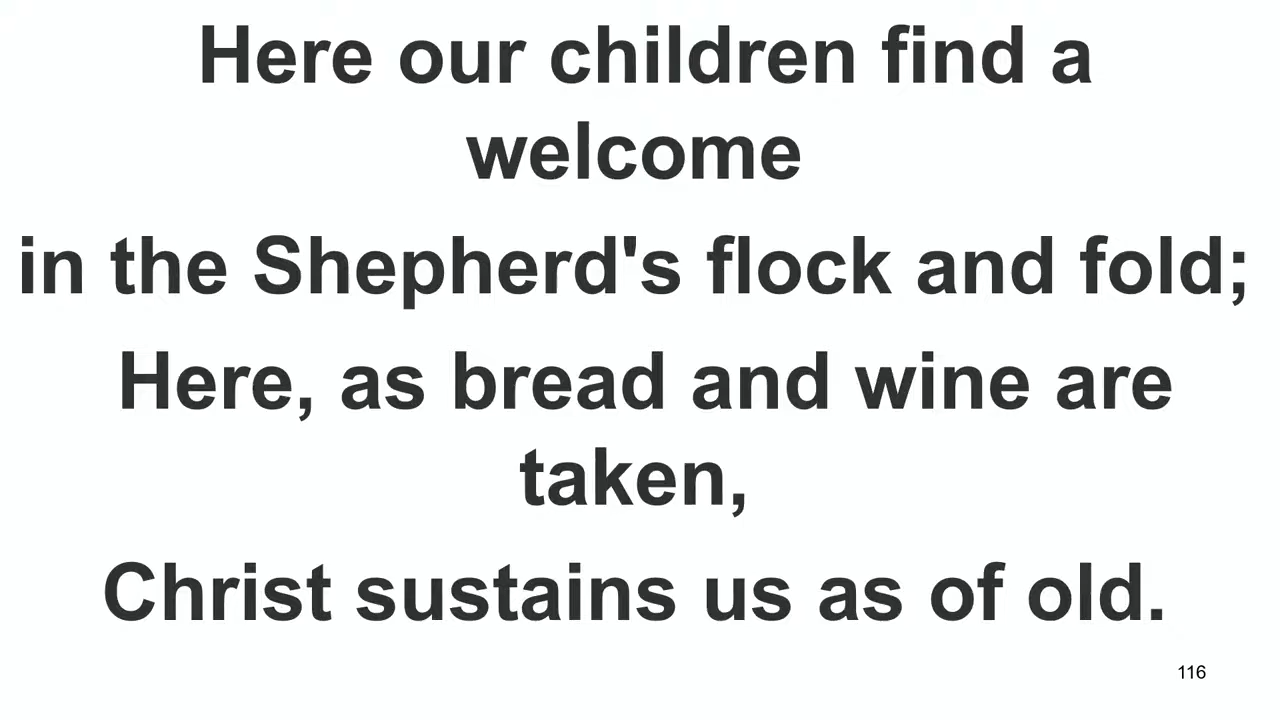 Here our children find a
welcome
in the Shepherd's flock and fold;
Here, as bread and wine are
taken,
Christ sustains us as of old.
116